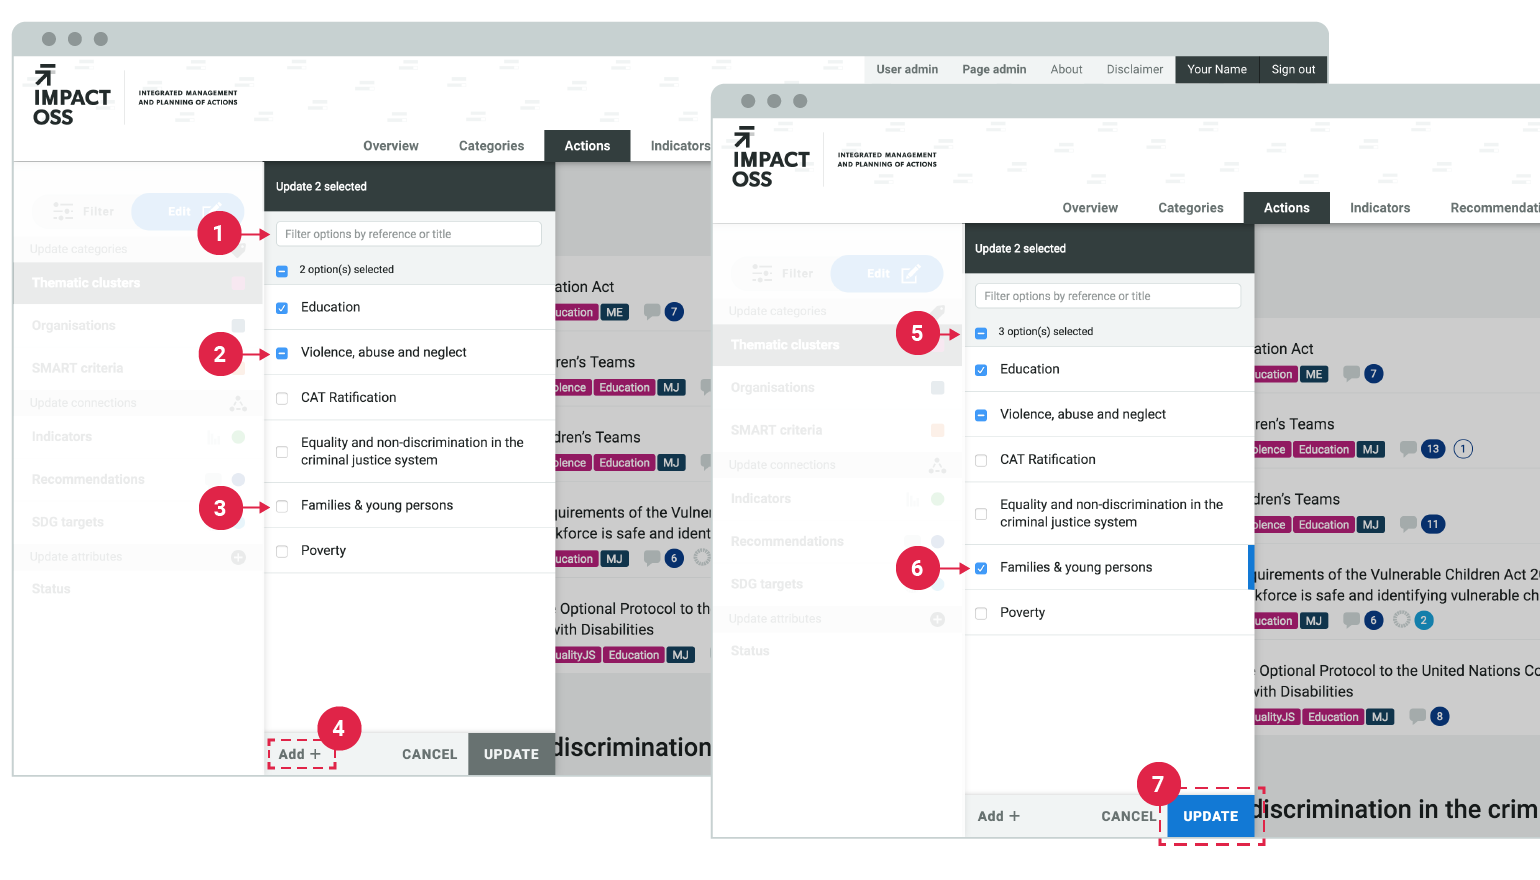 User admin
Page admin
About
Disclaimer
Your Name
Sign out
IMPACT
OSS
INTEGRATED MANAGEMENT
AND PLANNING OF ACTIONS
Overview
Categories
Actions
Indicators
Filter
Edit
Update categories
Thematic clusters
Organisations
SMART criteria
Update connections
Indicators
Recommendations
SDG targets
Update attributes
Status
Update 2 selected
1
Filter options by reference or title
2 option(s) selected
Education
2
Violence, abuse and neglect
CAT Ratification
Equality and non-discrimination in the
criminal justice system
3
Families & young persons
Poverty
4
Add +
CANCEL
UPDATE
ation Act
ucation ME 7
ren's Teams
olence Education MJ
dren's Teams
olence Education MJ
quirements of the Vulner
kforce is safe and ident
ucation MJ 6
Optional Protocol to th
with Disabilities
ualityJS Education MJ
discrimination
IMPACT
OSS
INTEGRATED MANAGEMENT
AND PLANNING OF ACTIONS
Overview
Categories
Actions
Indicators
Recommendati
Filter
Edit
Update categories
Thematic clusters
Organisations
SMART criteria
Update connections
Indicators
Recommendations
SDG targets
Update attributes
Status
Update 2 selected
Filter options by reference or title
5
3 option(s) selected
Education
Violence, abuse and neglect
CAT Ratification
Equality and non-discrimination in the
criminal justice system
6
Families & young persons
Poverty
7
Add +
CANCEL
UPDATE
ation Act
ucation ME 7
ren's Teams
olence Education MJ 13 1
dren's Teams
olence Education MJ 11
quirements of the Vulnerable Children Act 2
kforce is safe and identifying vulnerable ch
ucation MJ 6 2
Optional Protocol to the United Nations Co
with Disabilities
ualityJS Education MJ 8
discrimination in the crim